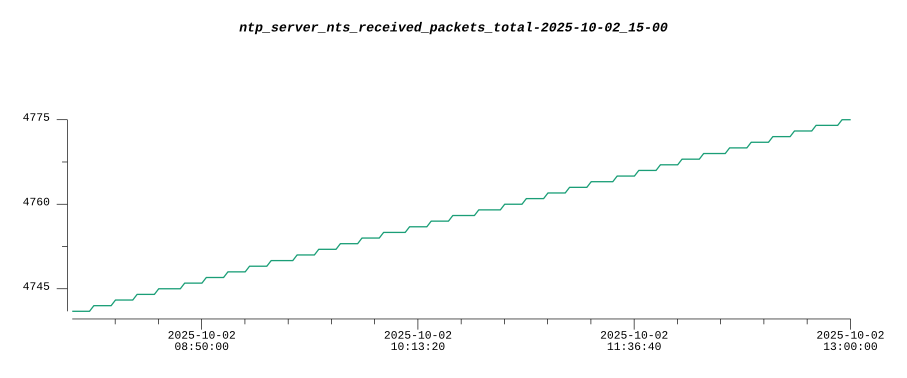 ntp_server_nts_received_packets_total-2025-10-02_15-00
4775
4760
4745
2025-10-02 2025-10-02 2025-10-02 2025-10-02
08:50:00 10:13:20 11:36:40 13:00:00